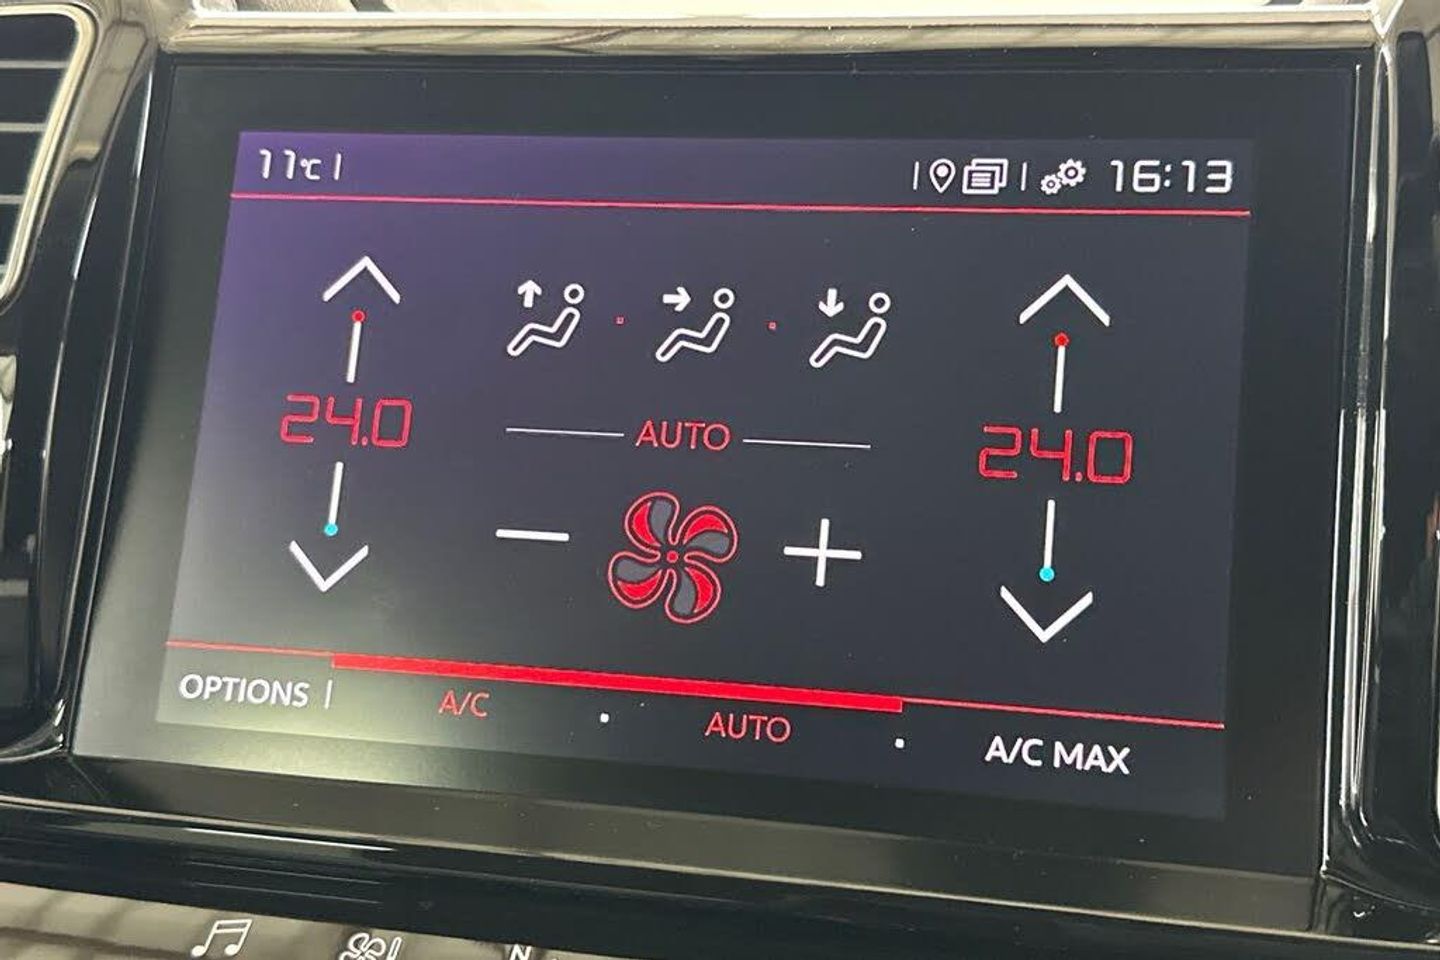 11°C
16:13
24.0
24.0
AUTO
OPTIONS
A/C
AUTO
A/C MAX